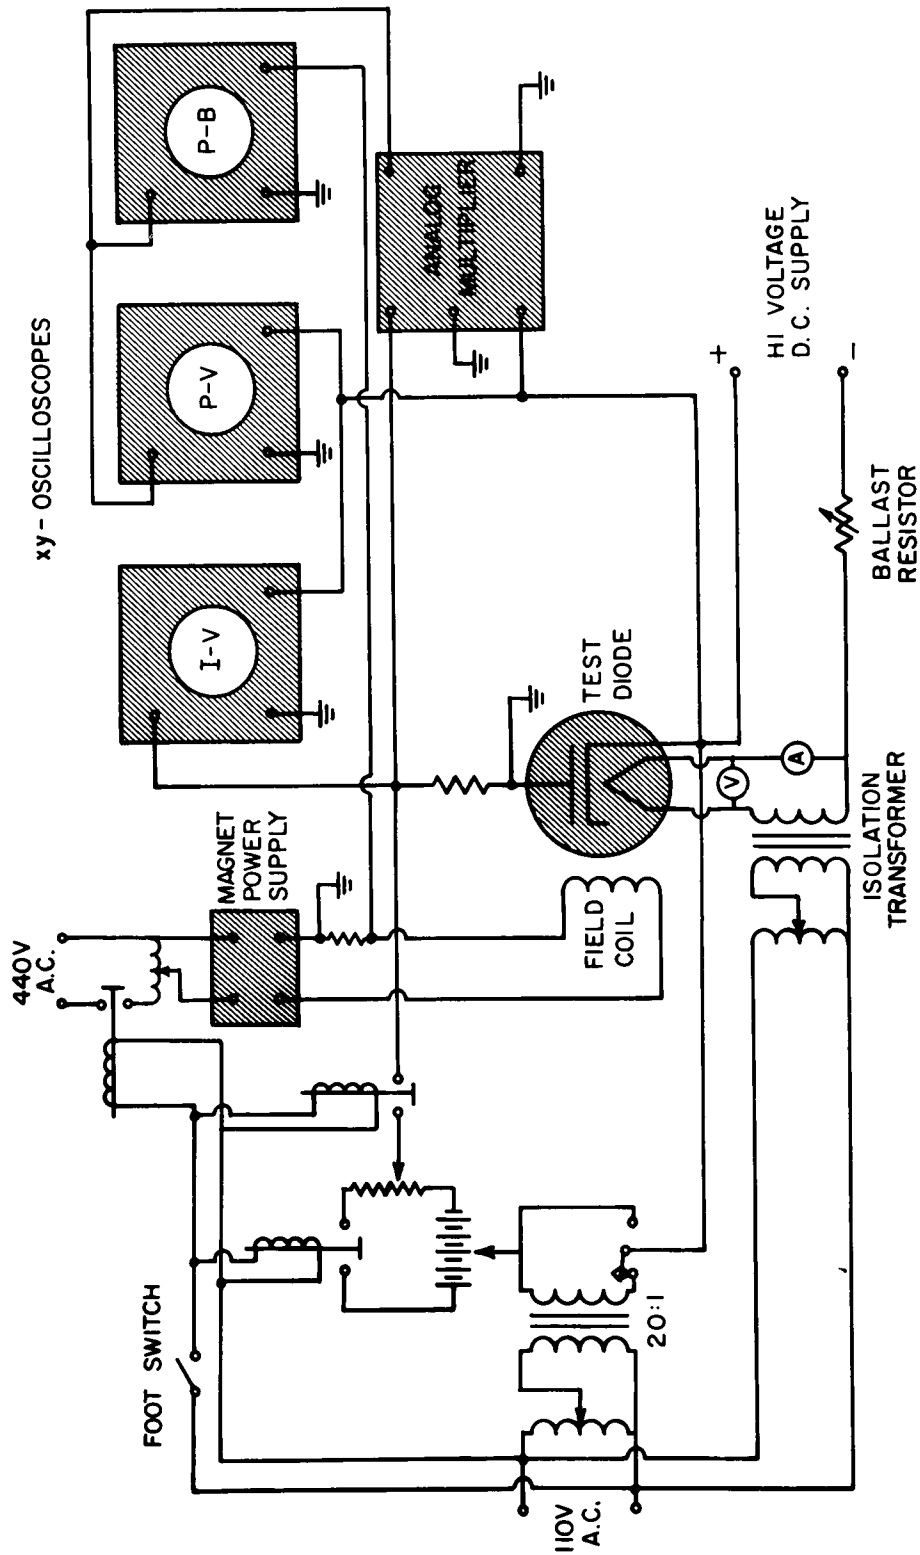 xy- OSCILLOSCOPES
P-B
P-V
I-V
ANALOG
MULTIPLIER
HI VOLTAGE
D. C. SUPPLY
+
−
BALLAST
RESISTOR
TEST
DIODE
V
A
ISOLATION
TRANSFORMER
MAGNET
POWER
SUPPLY
440V
A.C.
FIELD
COIL
FOOT SWITCH
20:1
110V
A.C.